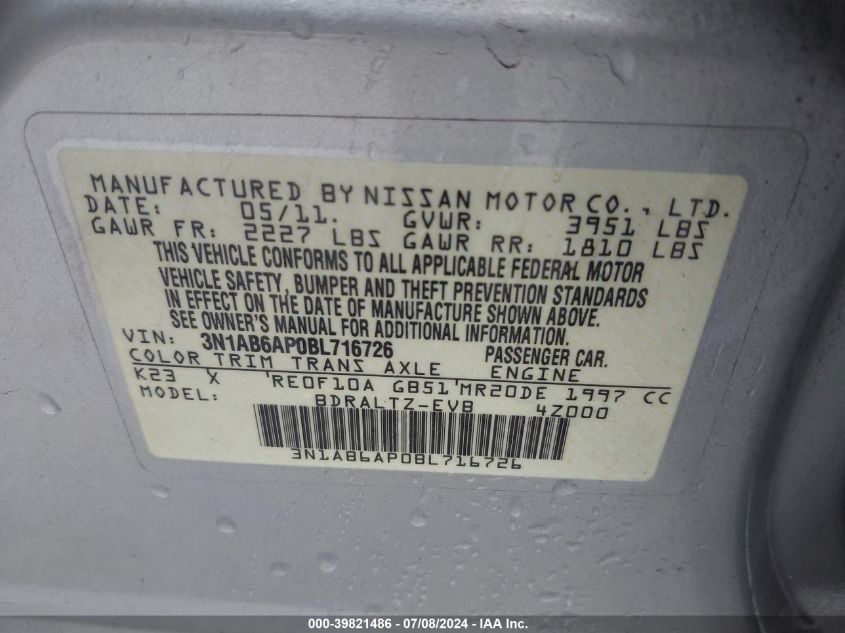 MANUFACTURED BY NISSAN MOTOR CO., LTD.
DATE: 05/11. GVWR: 3951 LBS
GAWR FR: 2227 LBS GAWR RR: 1810 LBS
THIS VEHICLE CONFORMS TO ALL APPLICABLE FEDERAL MOTOR
VEHICLE SAFETY, BUMPER AND THEFT PREVENTION STANDARDS
IN EFFECT ON THE DATE OF MANUFACTURE SHOWN ABOVE.
SEE OWNER'S MANUAL FOR ADDITIONAL INFORMATION.
VIN: 3N1AB6AP0BL716726 PASSENGER CAR.
COLOR TRIM TRANS AXLE ENGINE
K23 X 'RE0F10A GB51'MR20DE 1997 CC
MODEL: BDRALTZ-EVB 4Z000
3N1AB6AP0BL716726
000-39821486 - 07/08/2024 - IAA Inc.